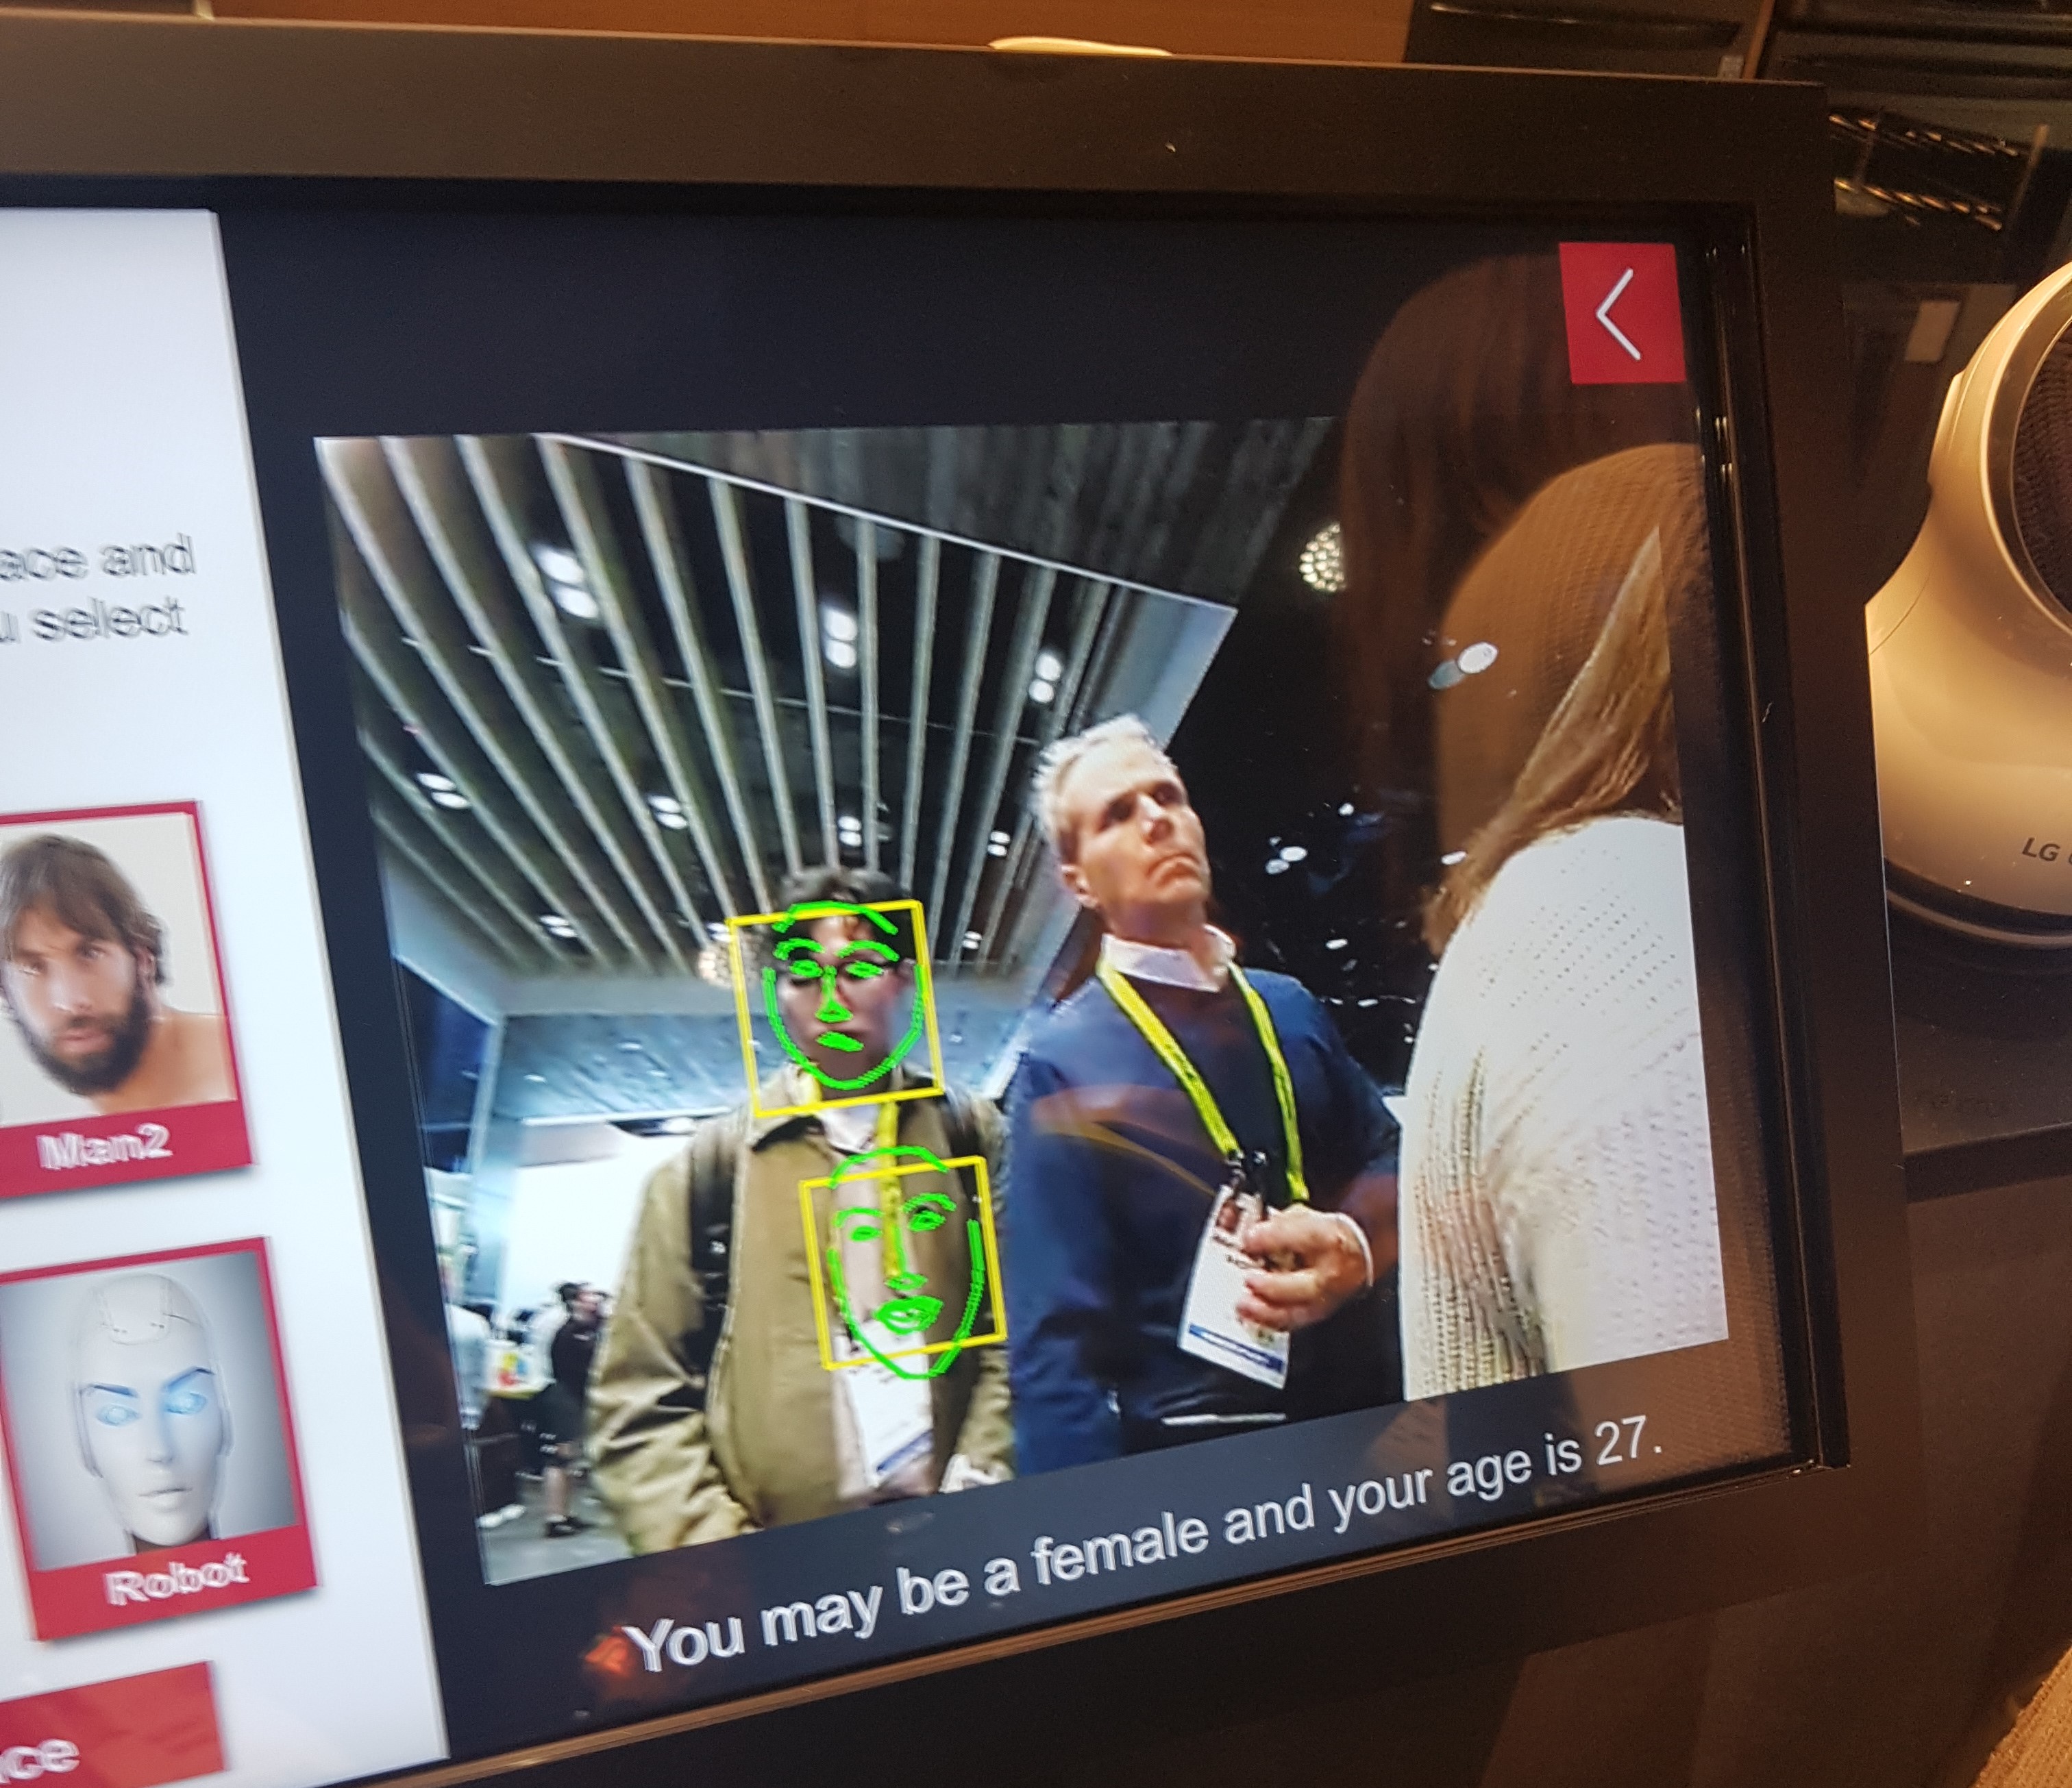 ace and
u select
Man2
Robot
ce
You may be a female and your age is 27.
LG